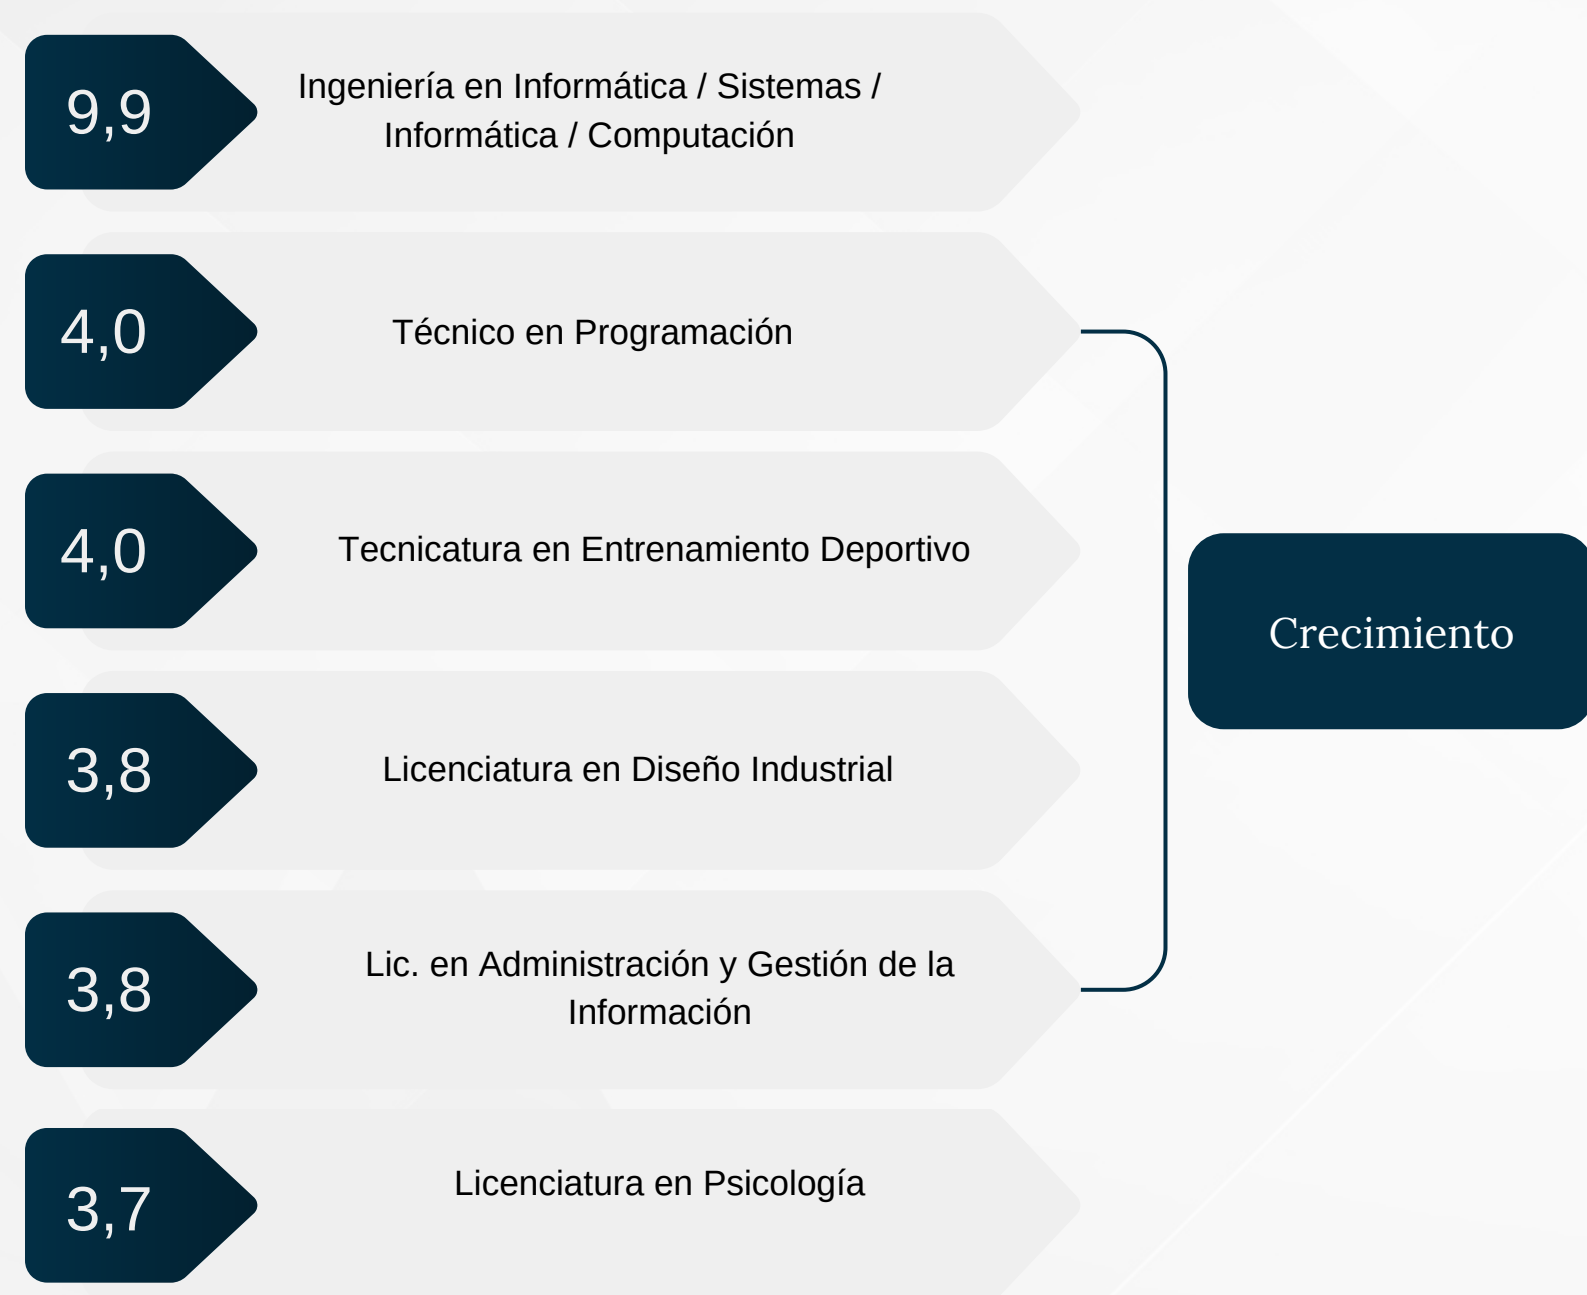 9,9
Ingeniería en Informática / Sistemas /
Informática / Computación
4,0
Técnico en Programación
4,0
Tecnicatura en Entrenamiento Deportivo
3,8
Licenciatura en Diseño Industrial
3,8
Lic. en Administración y Gestión de la
Información
3,7
Licenciatura en Psicología
Crecimiento